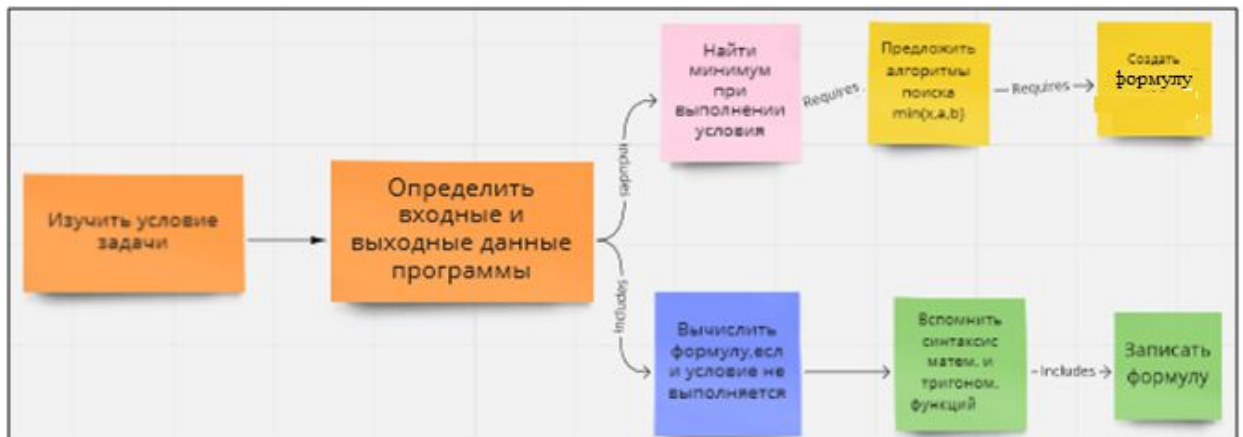 Изучить условие
задачи
Определить
входные и
выходные данные
программы
includes
Найти
минимум
при
выполнении
условия
Requires
Предложить
алгоритмы
поиска
min(x,a,b)
Requires
Создать
формулу
includes
Вычислить
формулу,есл
и условие не
выполняется
Вспомнить
синтаксис
матем. и
тригоном.
функций
Includes
Записать
формулу